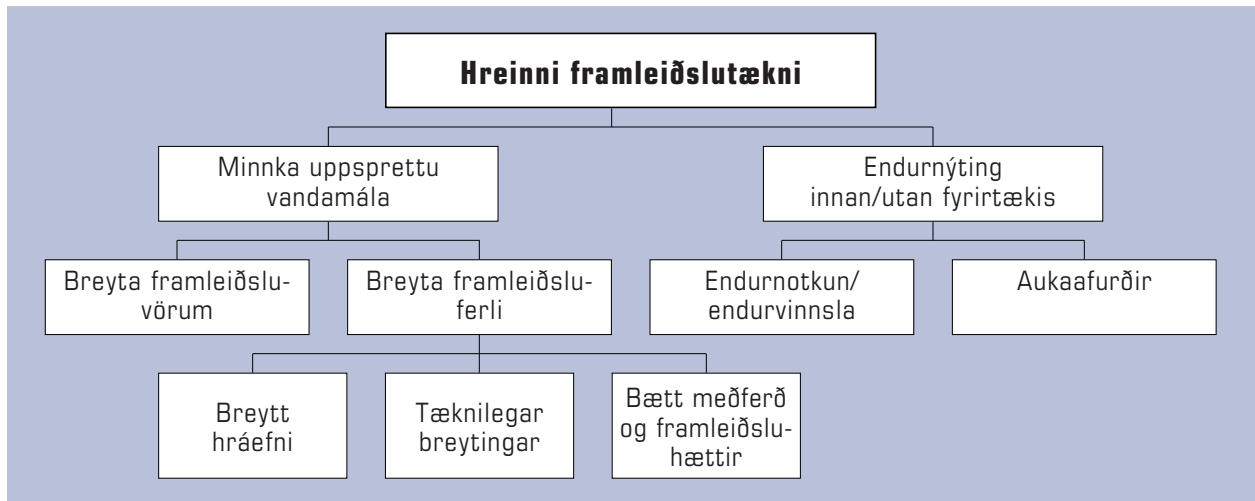 Hreinni framleiðslutækni
Minnka uppsprettu
vandamála
Endurnýting
innan/utan fyrirtækis
Breyta framleiðslu-
vörum
Breyta framleiðslu-
ferli
Endurnotkun/
endurvinnsla
Aukaafurðir
Breytt
hráefni
Tæknilegar
breytingar
Bætt meðferð
og framleiðslu-
hættir